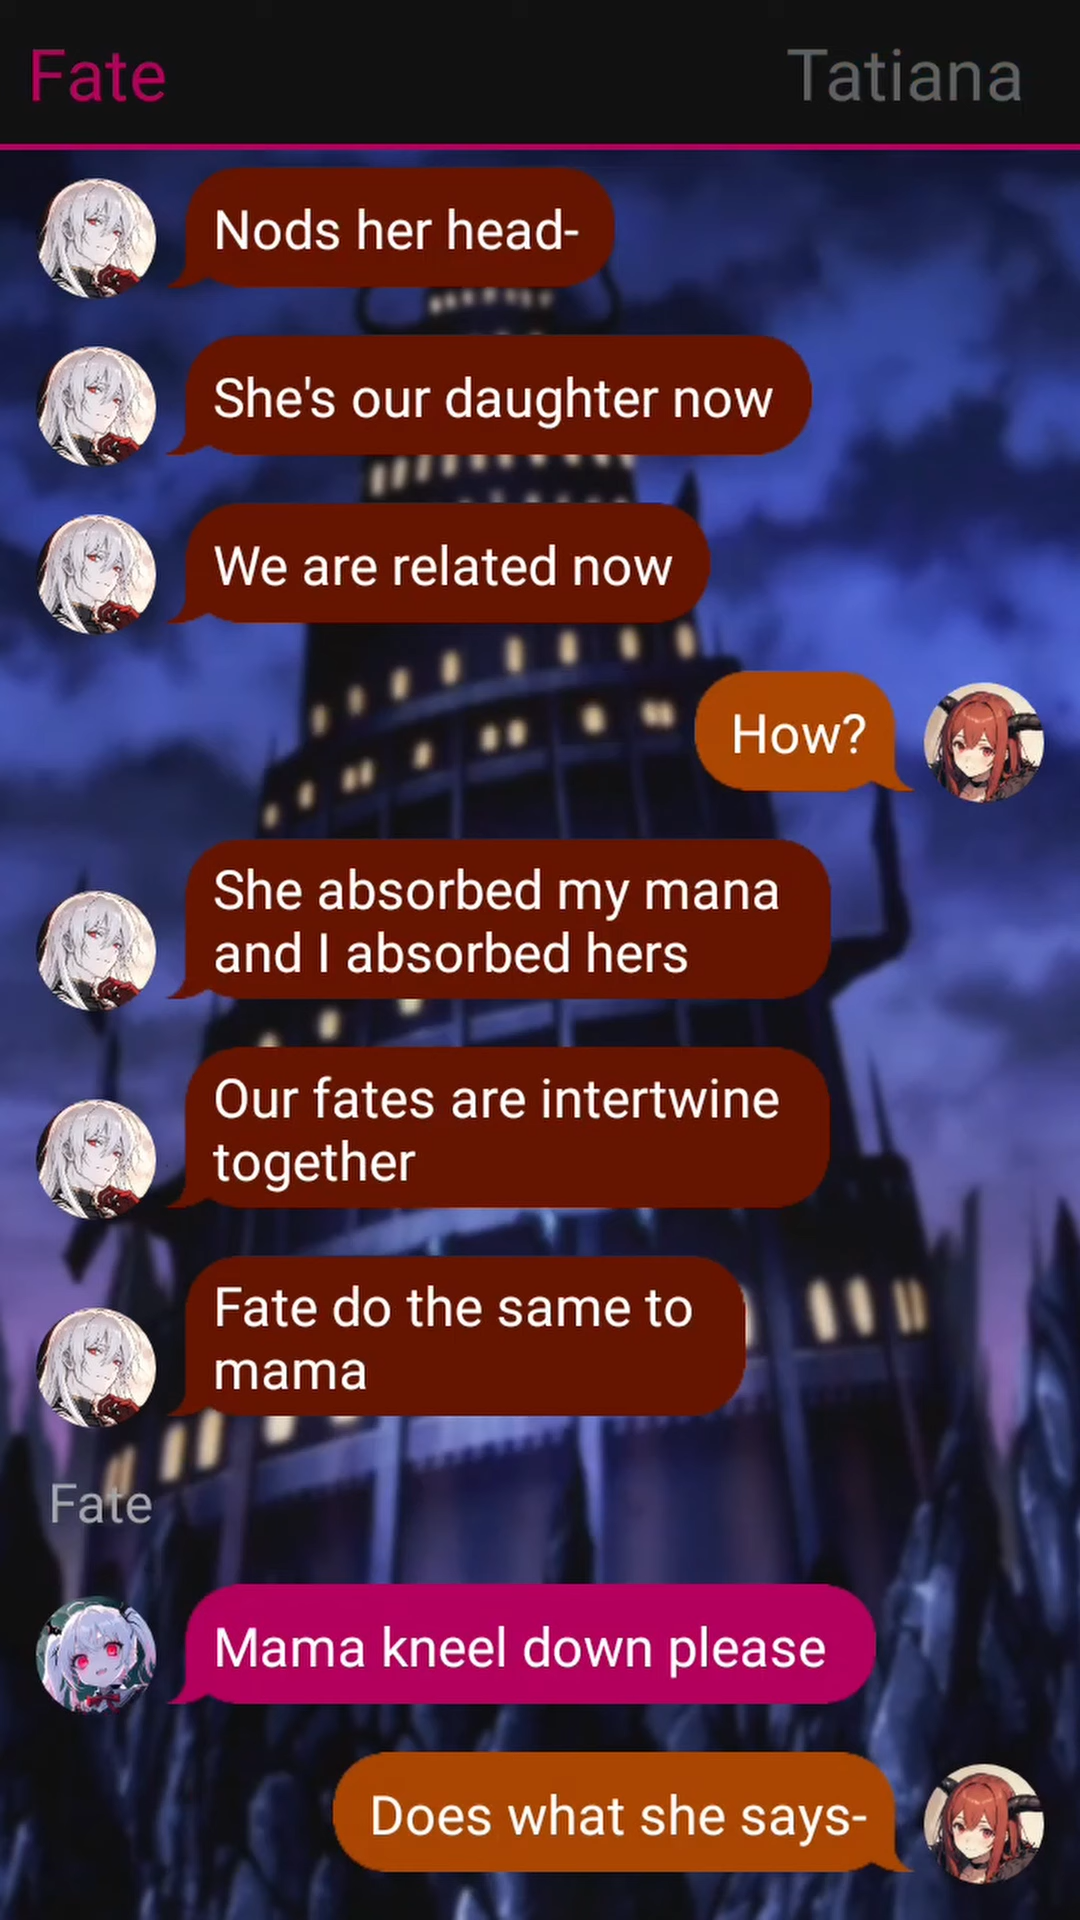 Fate
Tatiana
Nods her head-
She's our daughter now
We are related now
How?
She absorbed my mana
and I absorbed hers
Our fates are intertwine
together
Fate do the same to
mama
Fate
Mama kneel down please
Does what she says-